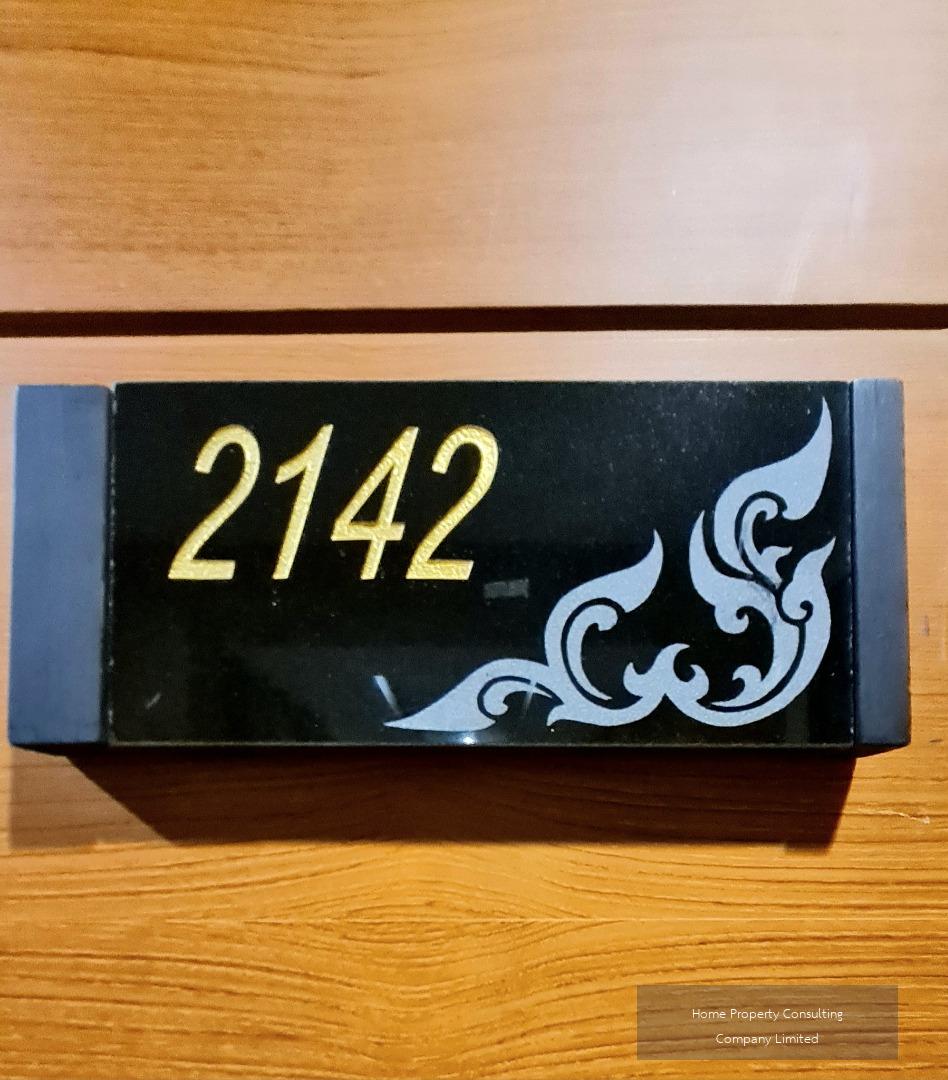 2142
Home Property Consulting
Company Limited